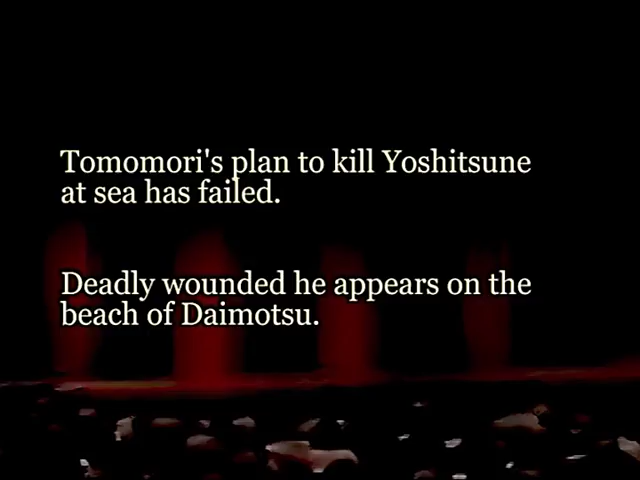 Tomomori's plan to kill Yoshitsune
at sea has failed.
Deadly wounded he appears on the
beach of Daimotsu.